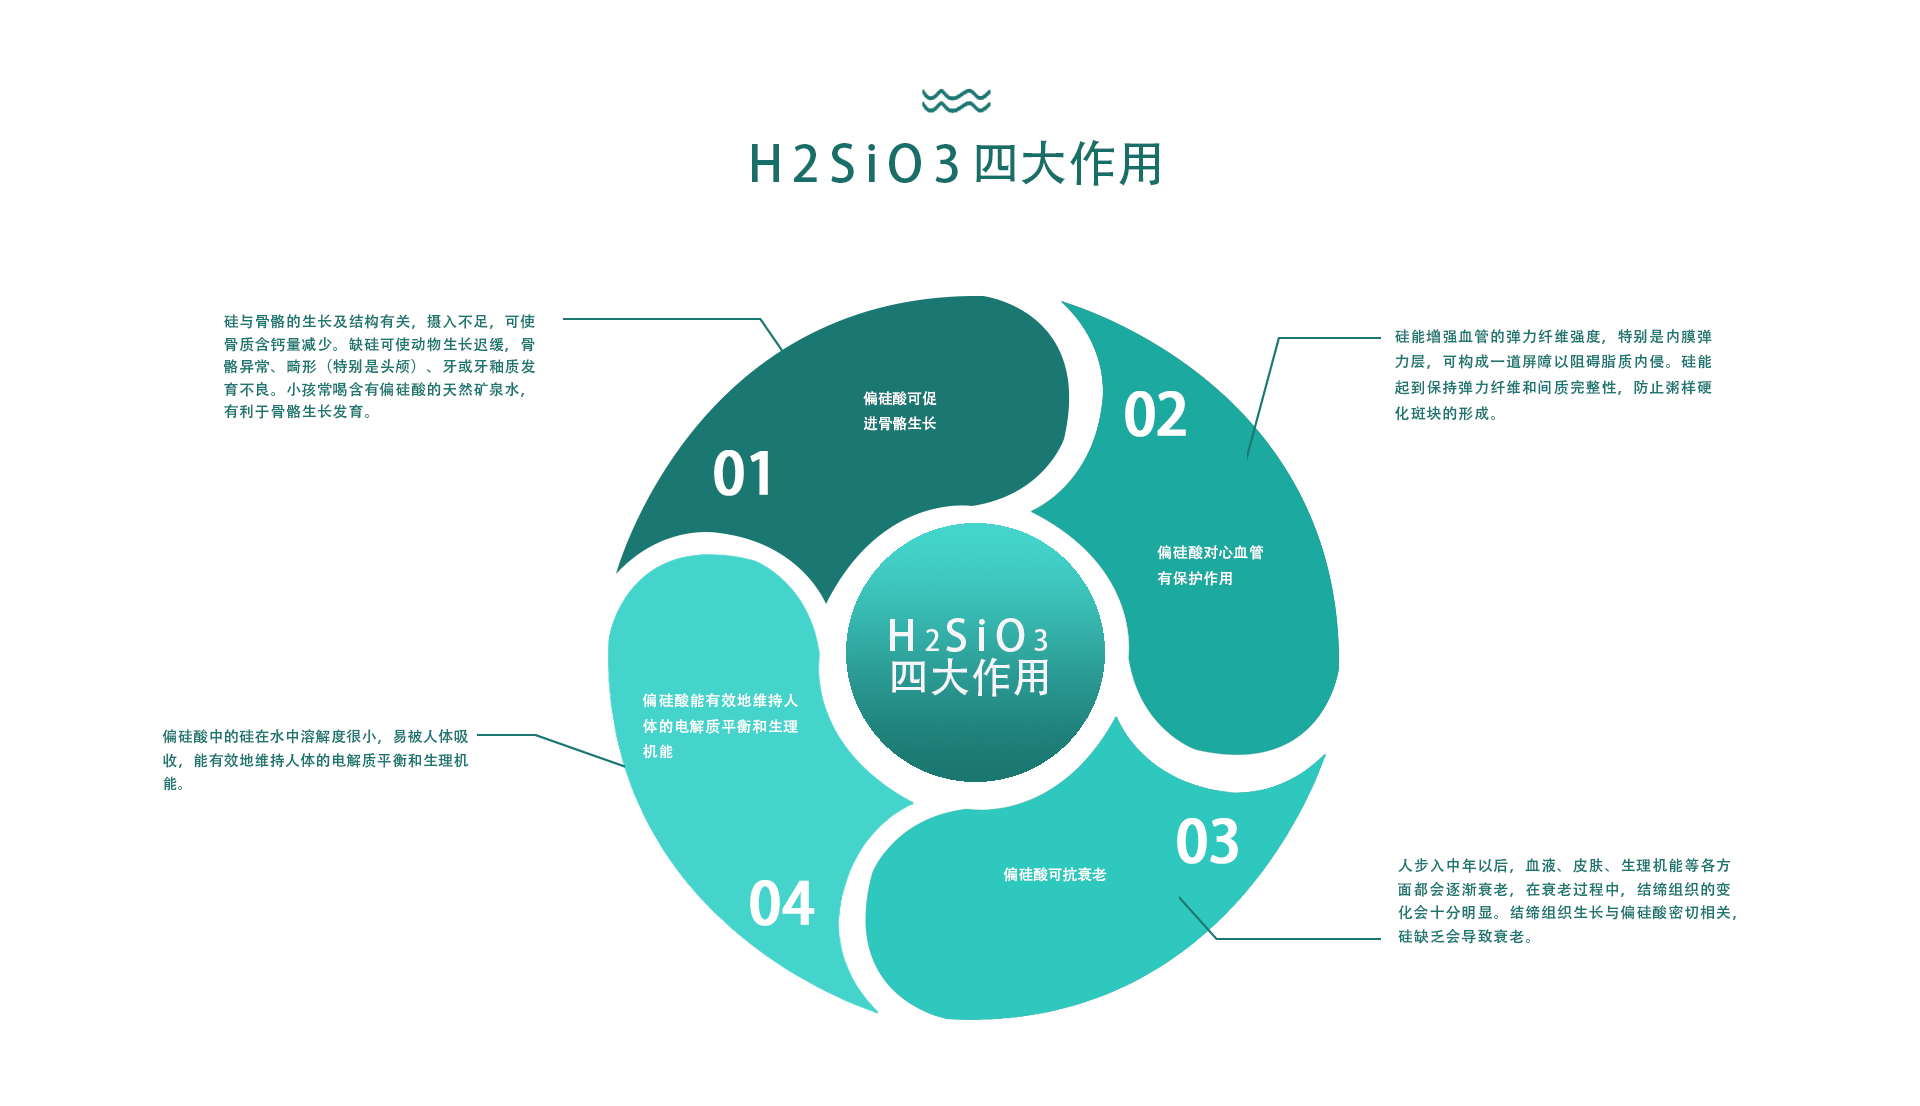 H2SiO3四大作用
硅与骨骼的生长及结构有关，摄入不足，可使
骨质含钙量减少。缺硅可使动物生长迟缓，骨
骼异常、畸形（特别是头颅）、牙或牙釉质发
育不良。小孩常喝含有偏硅酸的天然矿泉水，
有利于骨骼生长发育。
偏硅酸可促
进骨骼生长
01
02
硅能增强血管的弹力纤维强度，特别是内膜弹
力层，可构成一道屏障以阻碍脂质内侵。硅能
起到保持弹力纤维和间质完整性，防止粥样硬
化斑块的形成。
偏硅酸对心血管
有保护作用
H2SiO3
四大作用
偏硅酸能有效地维持人
体的电解质平衡和生理
机能
偏硅酸中的硅在水中溶解度很小，易被人体吸
收，能有效地维持人体的电解质平衡和生理机
能。
04
03
偏硅酸可抗衰老
人步入中年以后，血液、皮肤、生理机能等各方
面都会逐渐衰老，在衰老过程中，结缔组织的变
化会十分明显。结缔组织生长与偏硅酸密切相关，
硅缺乏会导致衰老。